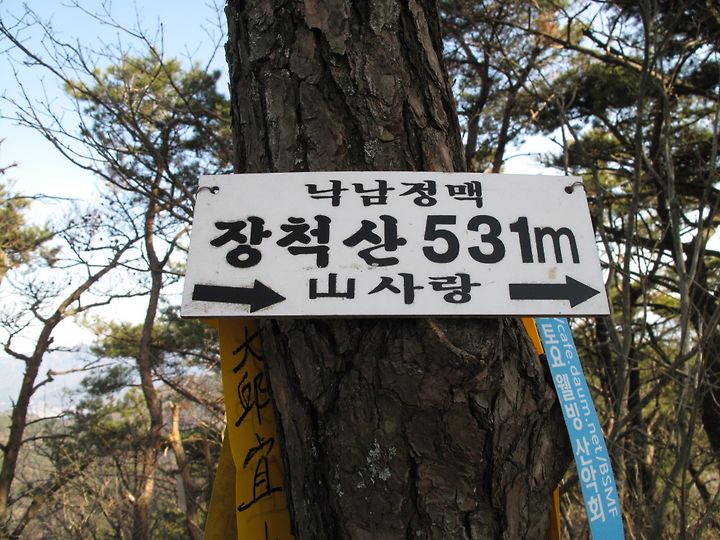 낙남정맥
장척산 531m
山사랑
大邱 宜
cafe.daum.net/BSMF
토요웰빙산악회